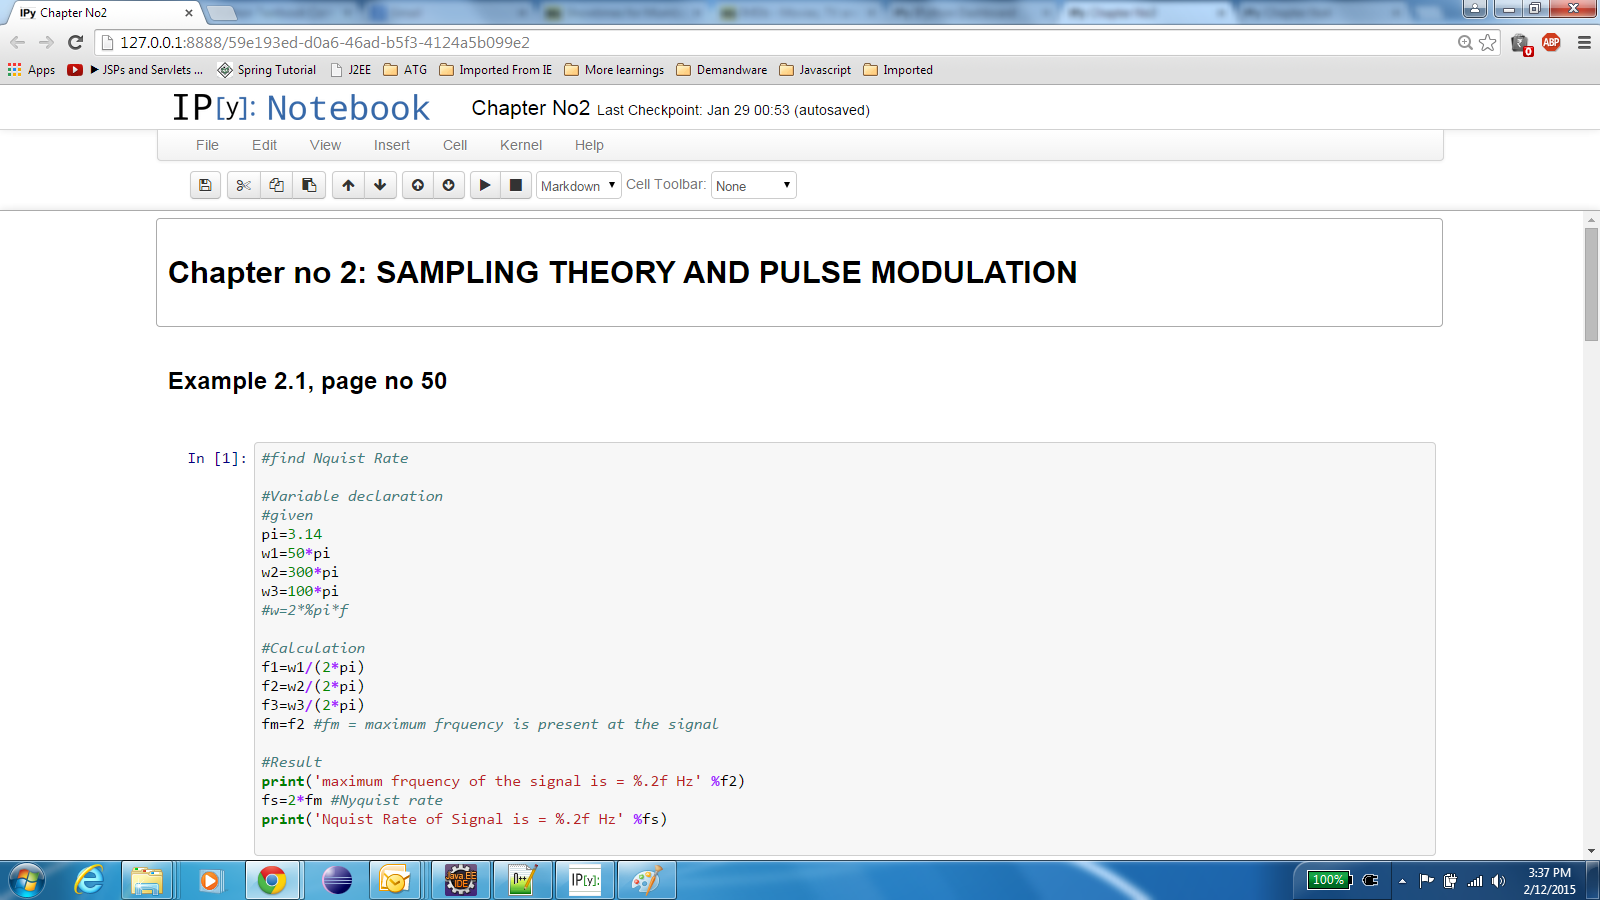 IPy Chapter No2
127.0.0.1:8888/59e193ed-d0a6-46ad-b5f3-4124a5b099e2
0
ABP
Apps ▶ JSPs and Servlets ... Spring Tutorial J2EE ATG Imported From IE More learnings Demandware Javascript Imported
IP[y]: Notebook Chapter No2 Last Checkpoint: Jan 29 00:53 (autosaved)
File Edit View Insert Cell Kernel Help
Markdown Cell Toolbar: None
Chapter no 2: SAMPLING THEORY AND PULSE MODULATION
Example 2.1, page no 50
In [1]: #find Nquist Rate
#Variable declaration
#given
pi=3.14
w1=50*pi
w2=300*pi
w3=100*pi
#w=2*%pi*f
#Calculation
f1=w1/(2*pi)
f2=w2/(2*pi)
f3=w3/(2*pi)
fm=f2 #fm = maximum frquency is present at the signal
#Result
print('maximum frquency of the signal is = %.2f Hz' %f2)
fs=2*fm #Nyquist rate
print('Nquist Rate of Signal is = %.2f Hz' %fs)
Java EE
IDE
n++
IP[y]:
100%
3:37 PM
2/12/2015